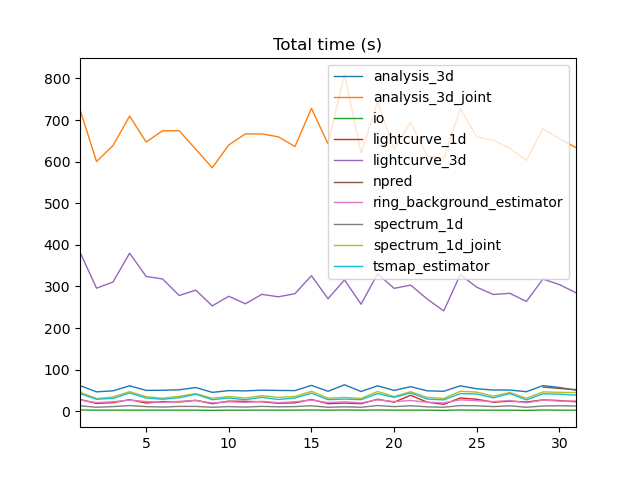 Total time (s)
800
700
600
500
400
300
200
100
0
analysis_3d
analysis_3d_joint
io
lightcurve_1d
lightcurve_3d
npred
ring_background_estimator
spectrum_1d
spectrum_1d_joint
tsmap_estimator
5 10 15 20 25 30